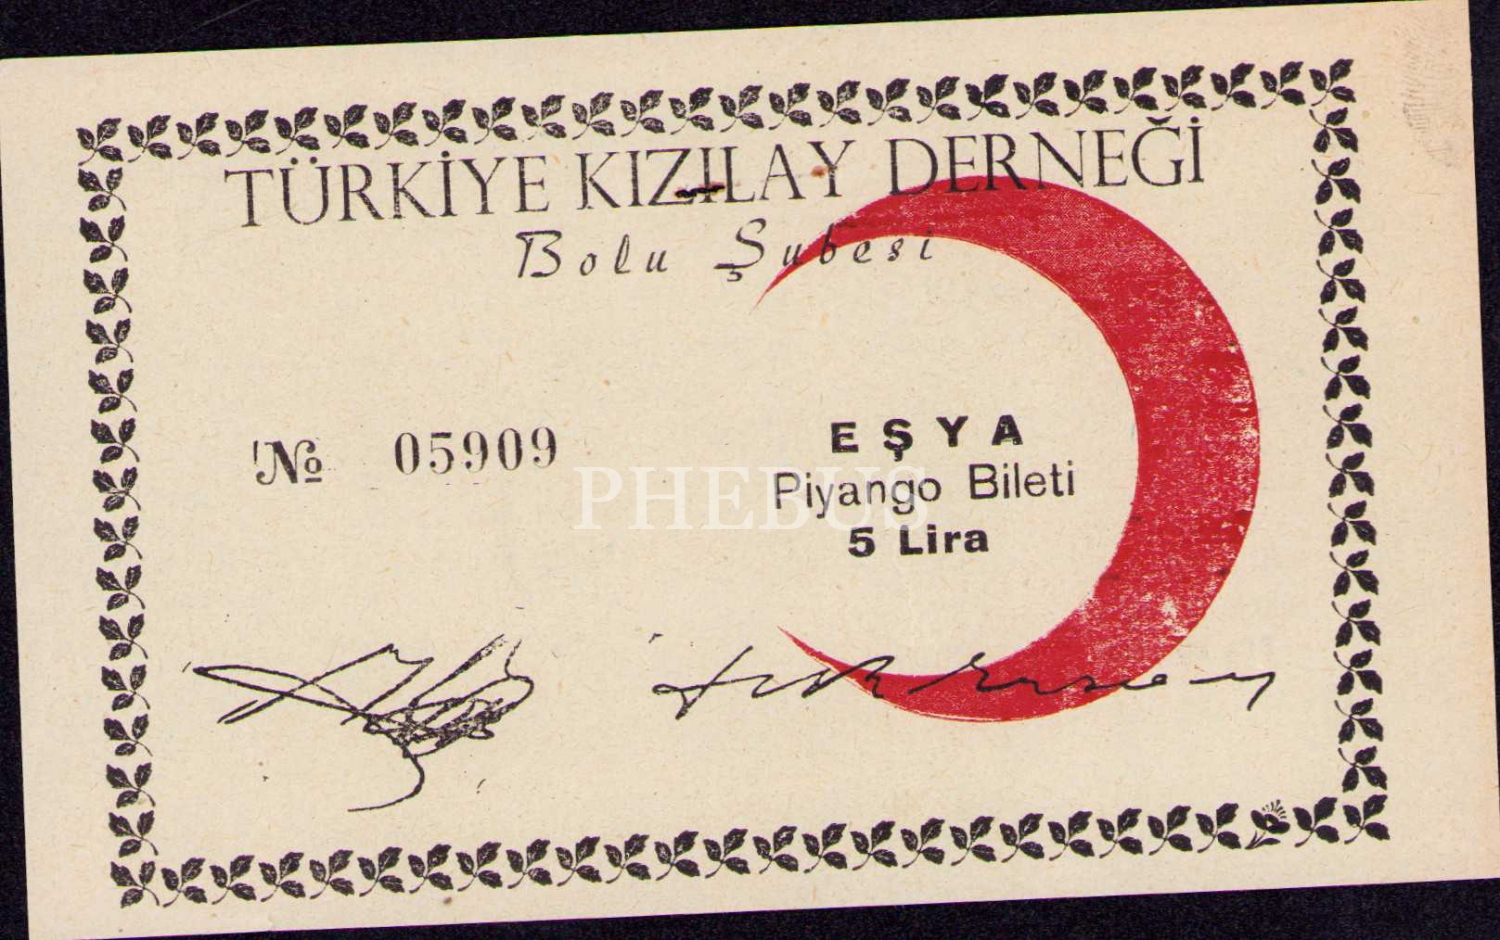 TÜRKİYE KIZILAY DERNEĞİ
Bolu Şubesi
№ 05909
EŞYA
Piyango Bileti
5 Lira
PHEBUS